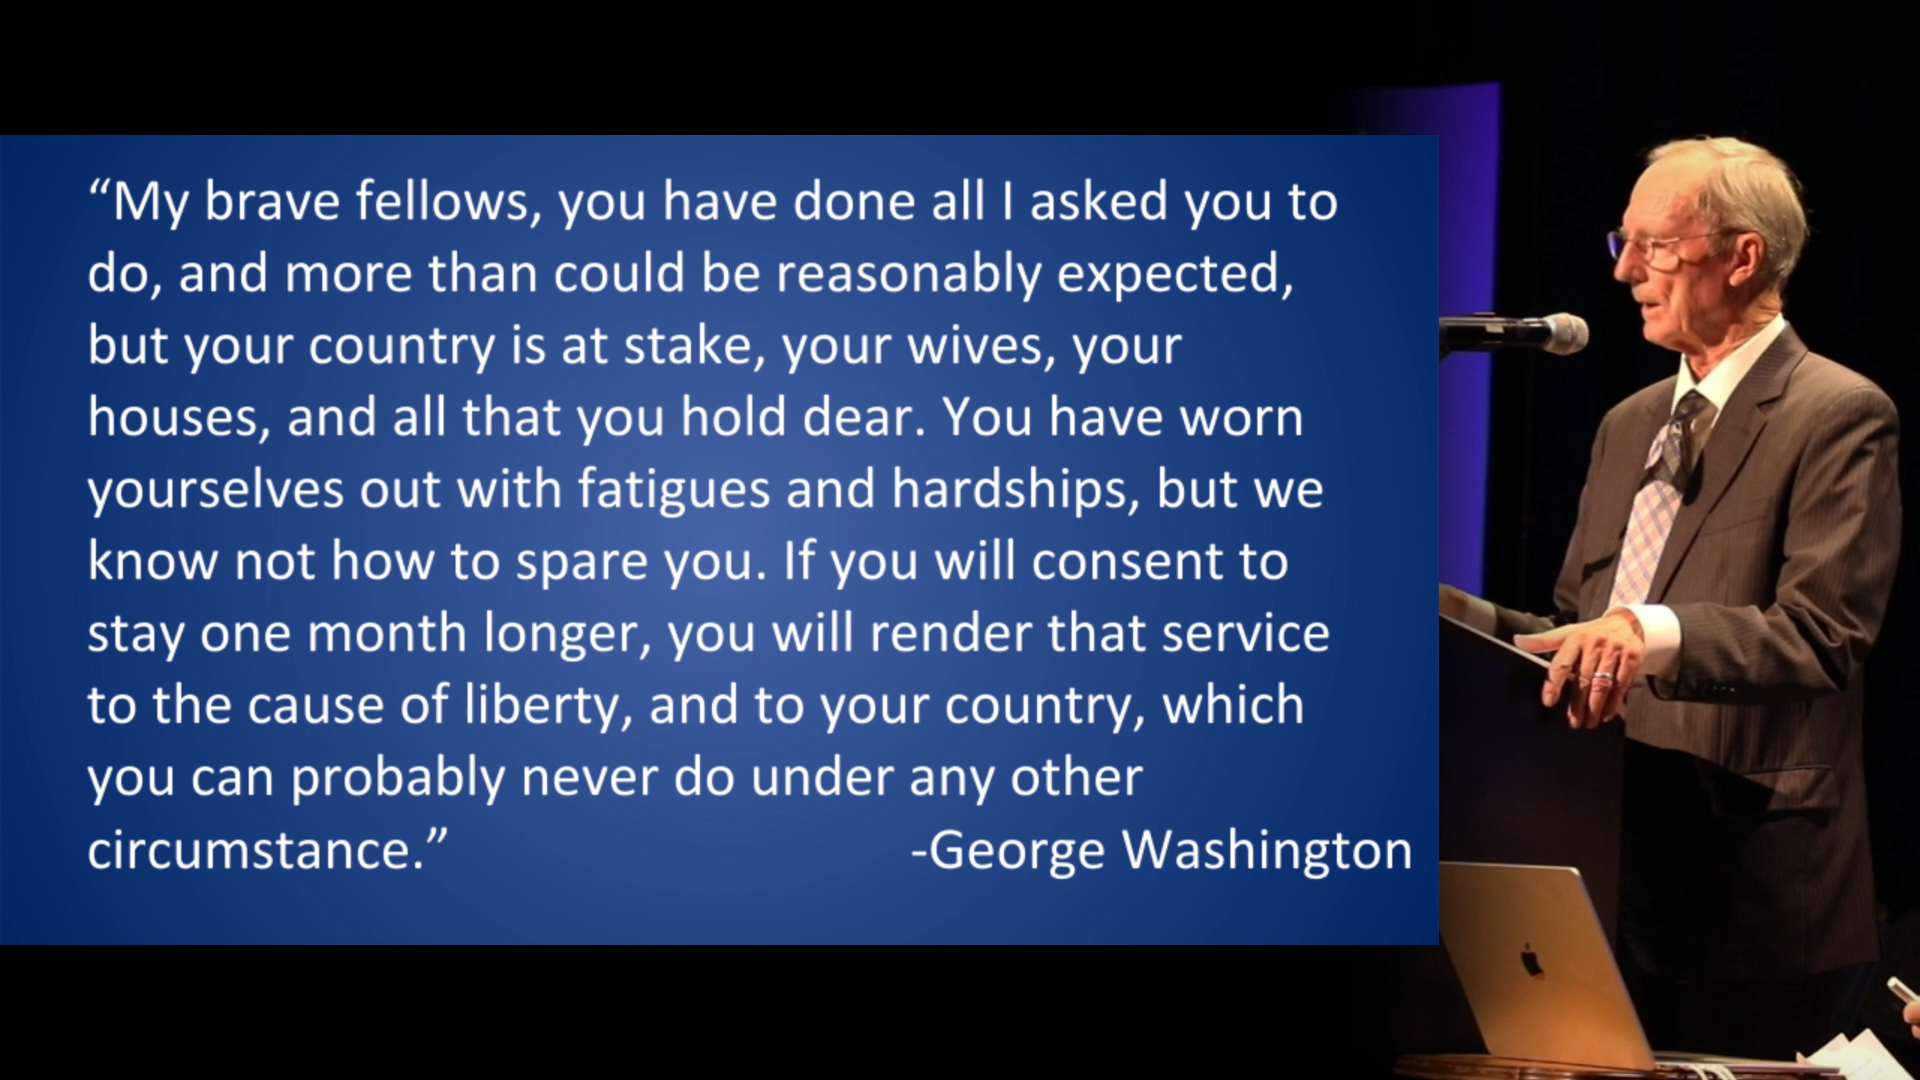 “My brave fellows, you have done all I asked you to
do, and more than could be reasonably expected,
but your country is at stake, your wives, your
houses, and all that you hold dear. You have worn
yourselves out with fatigues and hardships, but we
know not how to spare you. If you will consent to
stay one month longer, you will render that service
to the cause of liberty, and to your country, which
you can probably never do under any other
circumstance.” -George Washington